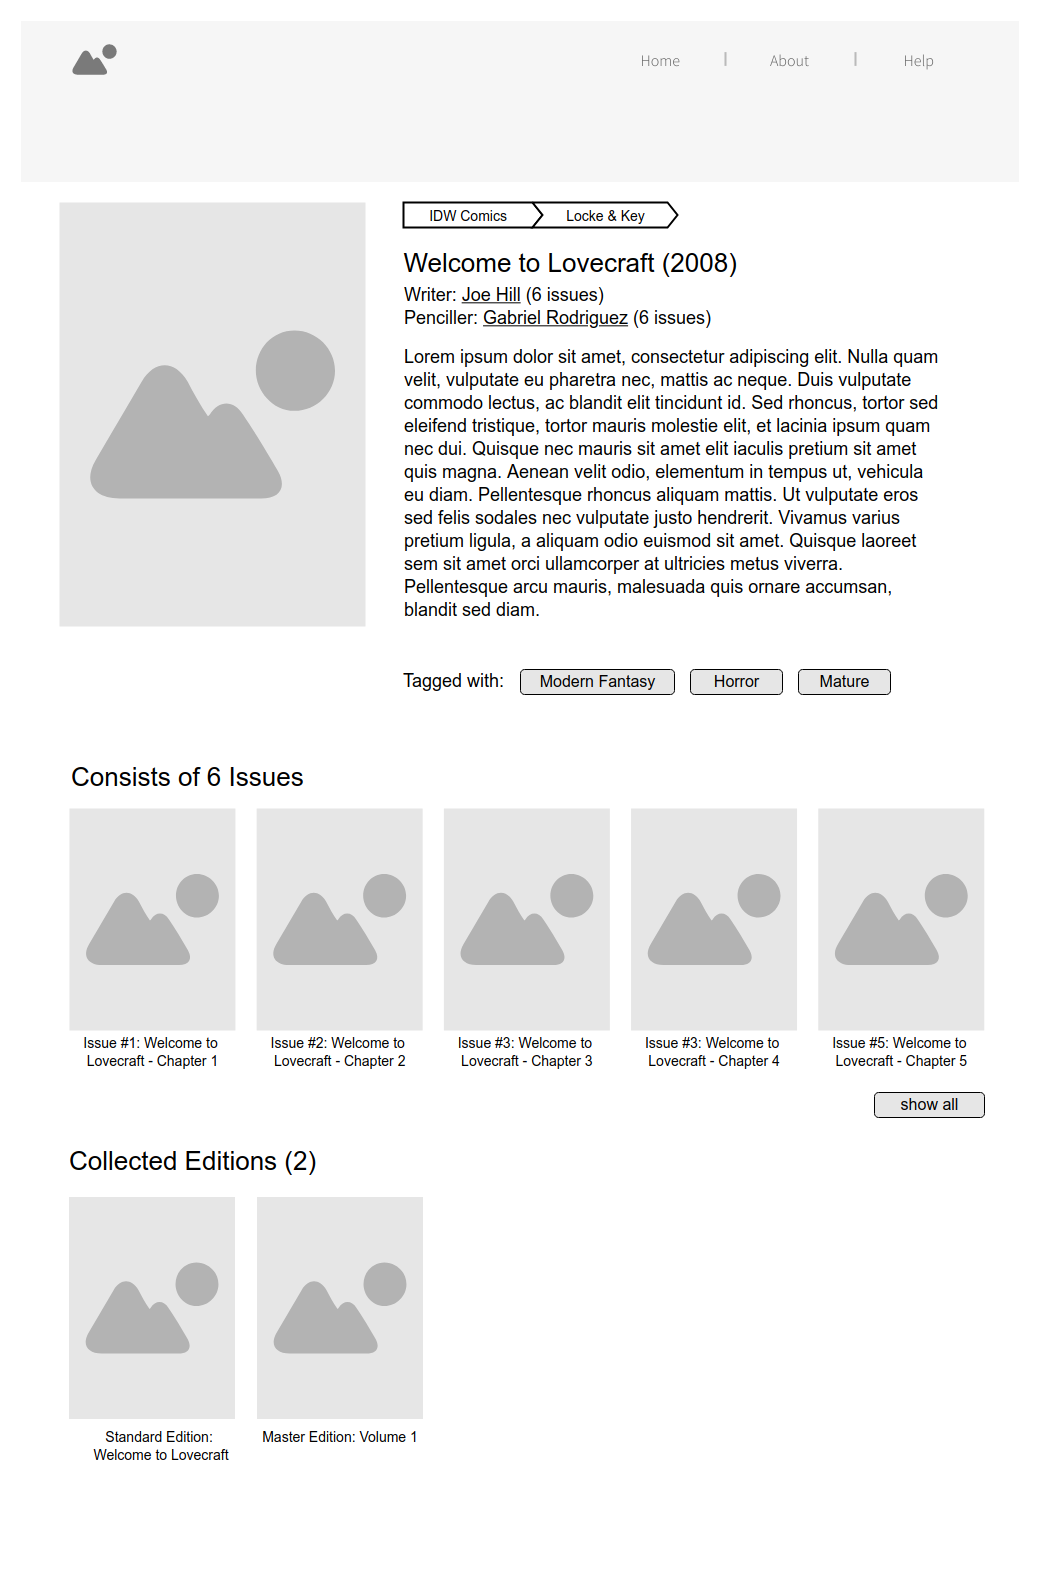 Home | About | Help
IDW Comics Locke & Key
Welcome to Lovecraft (2008)
Writer: Joe Hill (6 issues)
Penciller: Gabriel Rodriguez (6 issues)
Lorem ipsum dolor sit amet, consectetur adipiscing elit. Nulla quam
velit, vulputate eu pharetra nec, mattis ac neque. Duis vulputate
commodo lectus, ac blandit elit tincidunt id. Sed rhoncus, tortor sed
eleifend tristique, tortor mauris molestie elit, et lacinia ipsum quam
nec dui. Quisque nec mauris sit amet elit iaculis pretium sit amet
quis magna. Aenean velit odio, elementum in tempus ut, vehicula
eu diam. Pellentesque rhoncus aliquam mattis. Ut vulputate eros
sed felis sodales nec vulputate justo hendrerit. Vivamus varius
pretium ligula, a aliquam odio euismod sit amet. Quisque laoreet
sem sit amet orci ullamcorper at ultricies metus viverra.
Pellentesque arcu mauris, malesuada quis ornare accumsan,
blandit sed diam.
Tagged with: Modern Fantasy Horror Mature
Consists of 6 Issues
Issue #1: Welcome to
Lovecraft - Chapter 1
Issue #2: Welcome to
Lovecraft - Chapter 2
Issue #3: Welcome to
Lovecraft - Chapter 3
Issue #3: Welcome to
Lovecraft - Chapter 4
Issue #5: Welcome to
Lovecraft - Chapter 5
show all
Collected Editions (2)
Standard Edition:
Welcome to Lovecraft
Master Edition: Volume 1